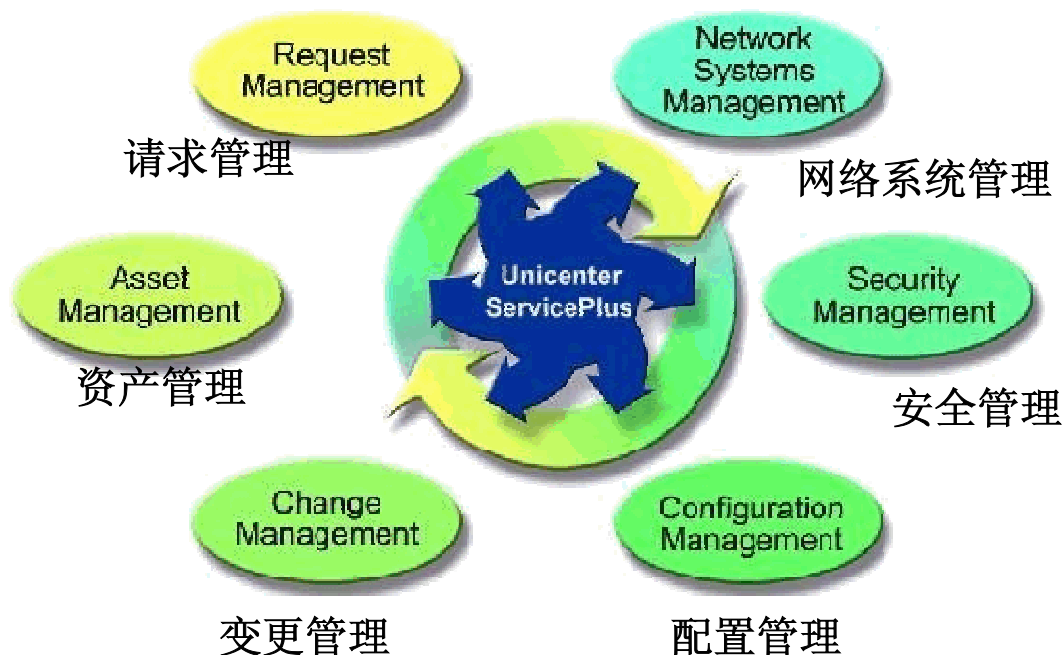 Request
Management
请求管理
Network
Systems
Management
网络系统管理
Asset
Management
资产管理
Unicenter
ServicePlus
Security
Management
安全管理
Change
Management
变更管理
Configuration
Management
配置管理